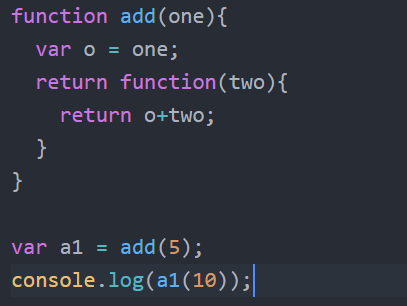 function add(one){
  var o = one;
  return function(two){
    return o+two;
  }
}

var a1 = add(5);
console.log(a1(10));